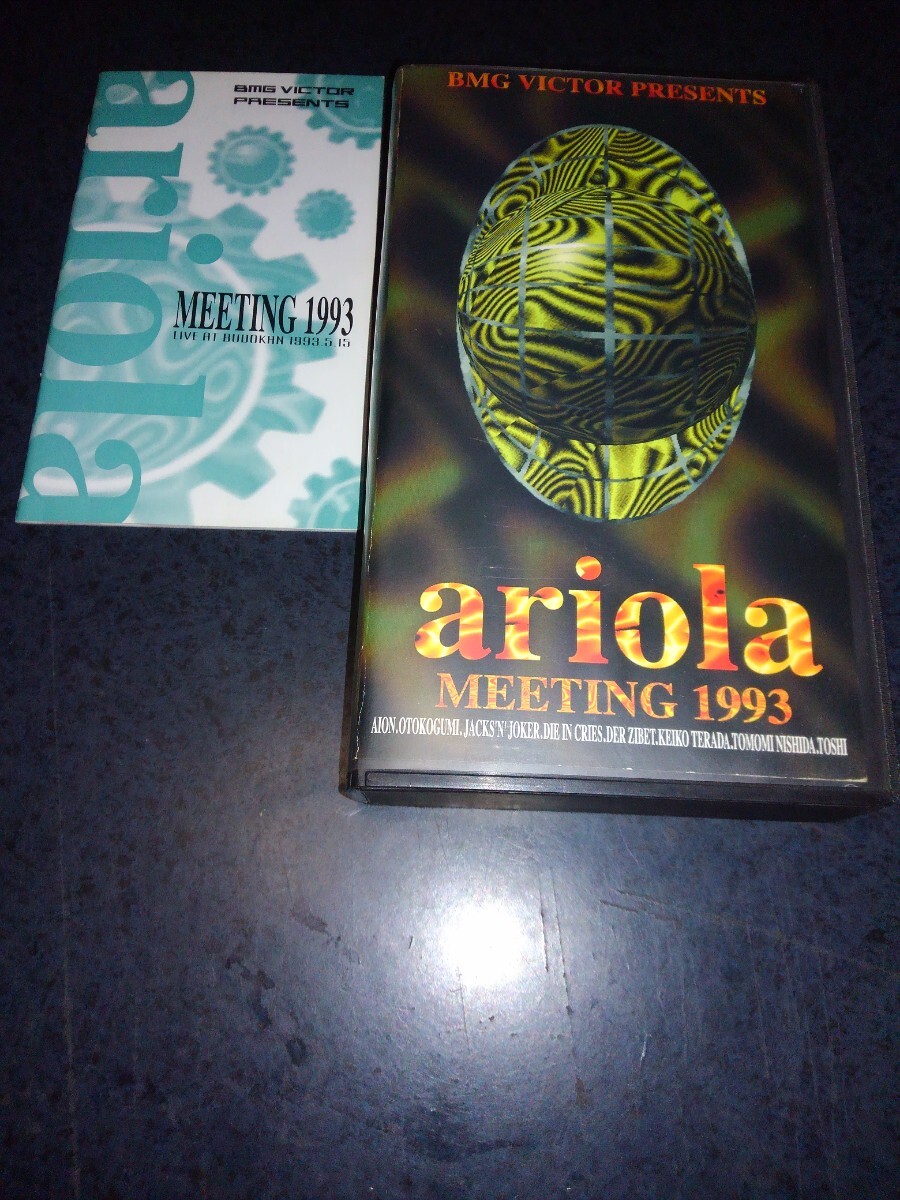 BMG VICTOR
PRESENTS
ariola
MEETING 1993
LIVE AT BUDOKAN 1993.5.15
BMG VICTOR PRESENTS
ariola
MEETING 1993
AION.OTOKOGUMI.JACKS'N'JOKER.DIE IN CRIES.DER ZIBET.KEIKO TERADA.TOMOMI NISHIDA.TOSHI